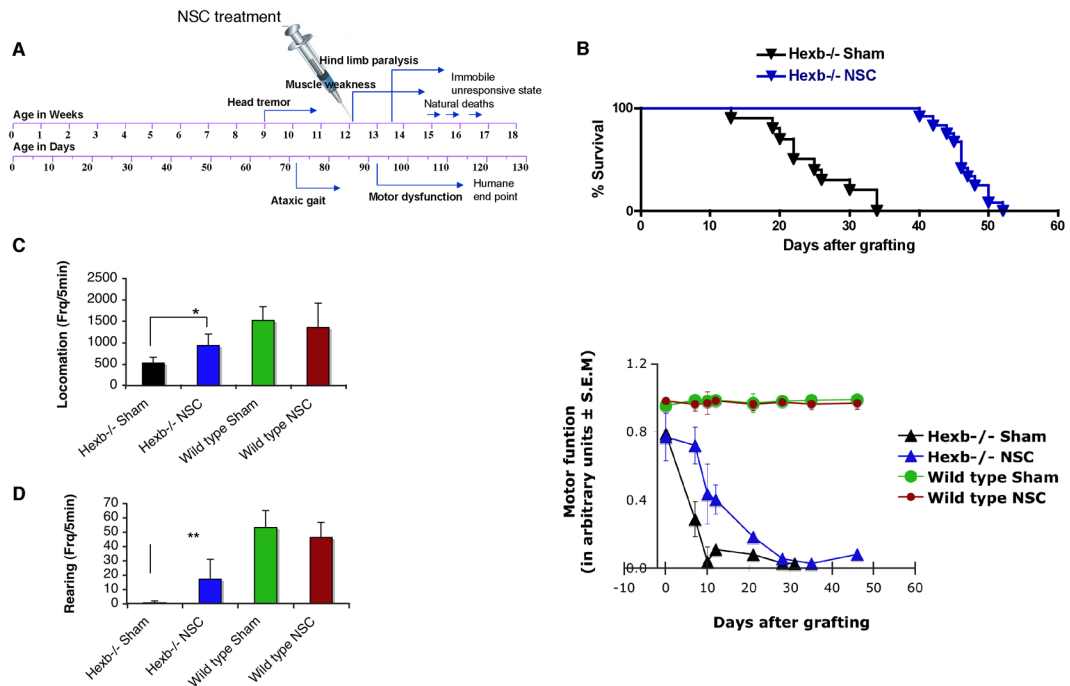 NSC treatment
A
Hind limb paralysis
Muscle weakness
Immobile
unresponsive state
Head tremor
Natural deaths
Age in Weeks
0 1 2 3 4 5 6 7 8 9 10 11 12 13 14 15 16 17 18
Age in Days
0 10 20 30 40 50 60 70 80 90 100 110 120 130
Ataxic gait
Motor dysfunction
Humane
end point
B
Hexb-/- Sham
Hexb-/- NSC
% Survival
100
0
0 10 20 30 40 50 60
Days after grafting
C
Locomation (Frq/5min)
2500
2000
1500
1000
500
0
*
Hexb-/- Sham
Hexb-/- NSC
Wild type Sham
Wild type NSC
D
Rearing (Frq/5min)
70
60
50
40
30
20
10
0
**
Hexb-/- Sham
Hexb-/- NSC
Wild type Sham
Wild type NSC
Motor funtion
(in arbitrary units ± S.E.M)
1.2
0.8
0.4
0.0
-10 0 10 20 30 40 50 60
Days after grafting
Hexb-/- Sham
Hexb-/- NSC
Wild type Sham
Wild type NSC